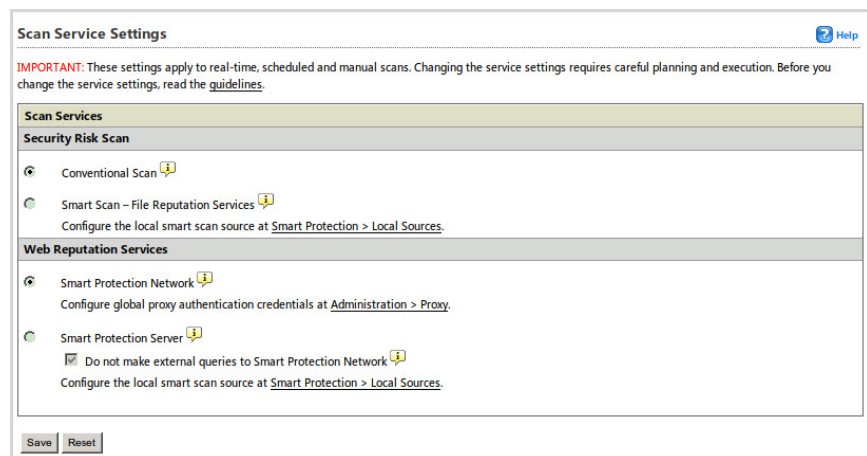 Scan Service Settings
Help
IMPORTANT: These settings apply to real-time, scheduled and manual scans. Changing the service settings requires careful planning and execution. Before you
change the service settings, read the guidelines.
Scan Services
Security Risk Scan
Conventional Scan
Smart Scan – File Reputation Services
Configure the local smart scan source at Smart Protection > Local Sources.
Web Reputation Services
Smart Protection Network
Configure global proxy authentication credentials at Administration > Proxy.
Smart Protection Server
Do not make external queries to Smart Protection Network
Configure the local smart scan source at Smart Protection > Local Sources.
Save Reset